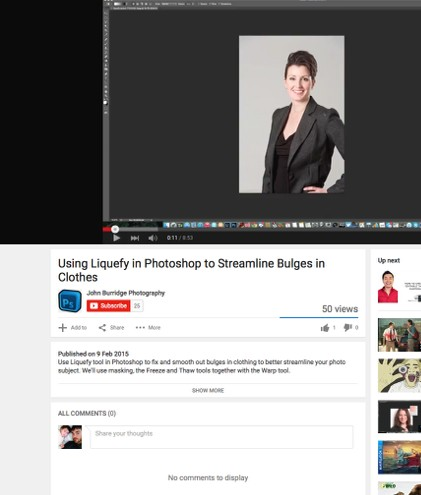 0:11 / 8:53
Using Liquefy in Photoshop to Streamline Bulges in
Clothes
Ps
John Burridge Photography
Subscribe 25
50 views
Add to Share More 1 0
Published on 9 Feb 2015
Use Liquefy tool in Photoshop to fix and smooth out bulges in clothing to better streamline your photo
subject. We'll use masking, the Freeze and Thaw tools together with the Warp tool.
SHOW MORE
ALL COMMENTS (0)
Share your thoughts
No comments to display
Up next